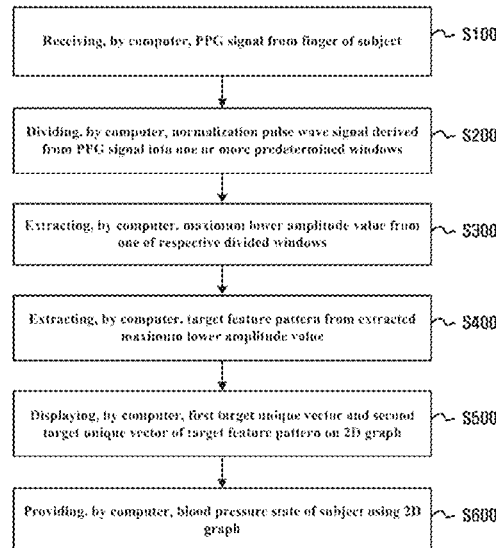 Receiving, by computer, PPG signal from finger of subject
S100
Dividing, by computer, normalization pulse wave signal derived
from PPG signal into one or more predetermined windows
S200
Extracting, by computer, maximum lower amplitude value from
one of respective divided windows
S300
Extracting, by computer, target feature pattern from extracted
maximum lower amplitude value
S400
Displaying, by computer, first target unique vector and second
target unique vector of target feature pattern on 2D graph
S500
Providing, by computer, blood pressure state of subject using 2D
graph
S600